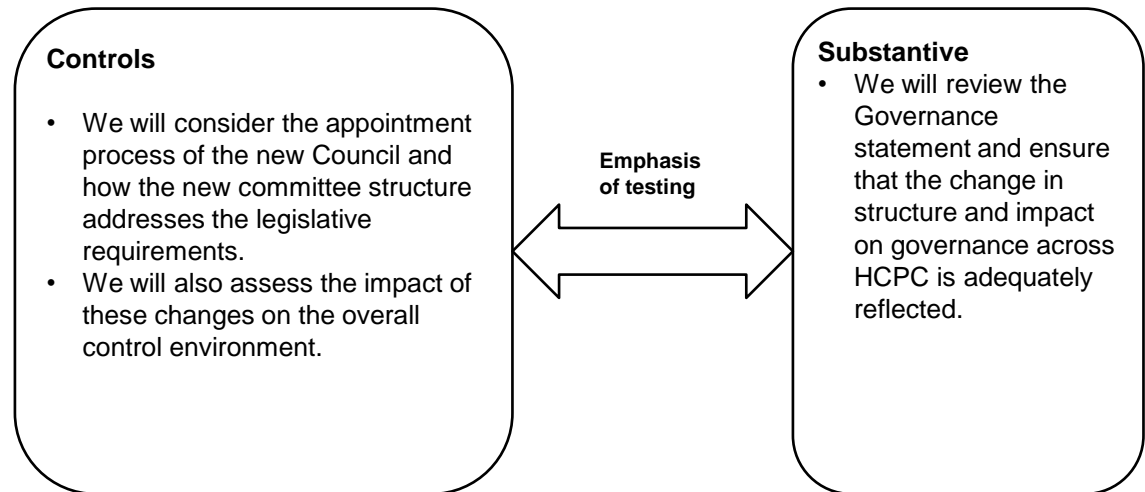 Controls
• We will consider the appointment
process of the new Council and
how the new committee structure
addresses the legislative
requirements.
• We will also assess the impact of
these changes on the overall
control environment.
Emphasis
of testing
Substantive
• We will review the
Governance
statement and ensure
that the change in
structure and impact
on governance across
HCPC is adequately
reflected.